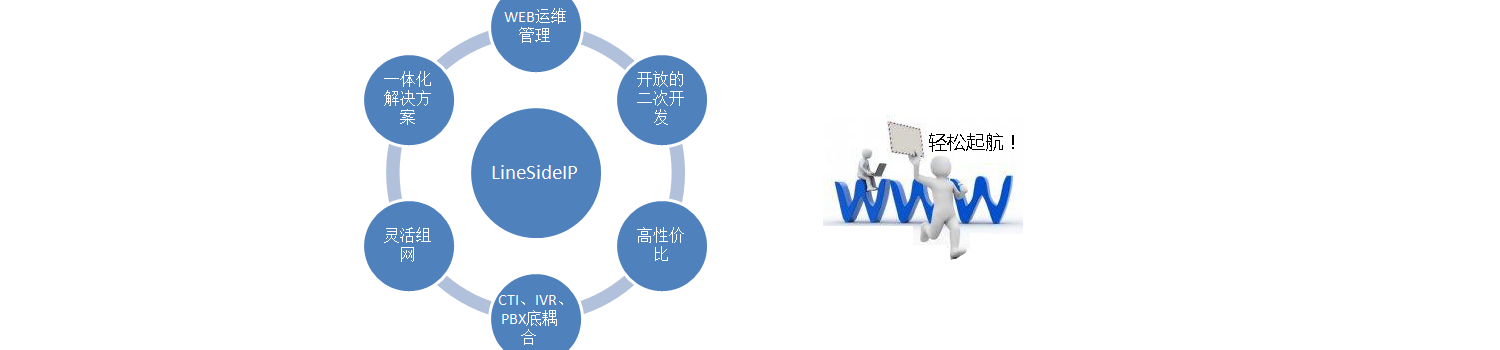 WEB运维
管理
开放的
二次开
发
高性价
比
CTI、IVR、
PBX底耦
合
灵活组
网
一体化
解决方
案
LineSideIP
轻松起航！
WWW